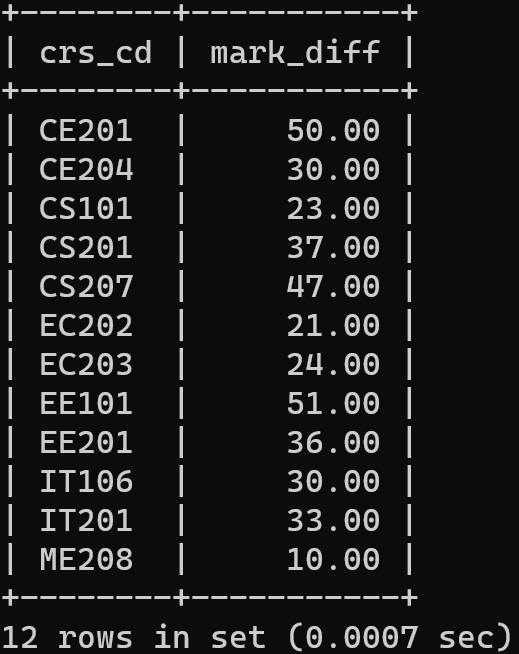 +--------+-----------+
| crs_cd | mark_diff |
+--------+-----------+
| CE201  |     50.00 |
| CE204  |     30.00 |
| CS101  |     23.00 |
| CS201  |     37.00 |
| CS207  |     47.00 |
| EC202  |     21.00 |
| EC203  |     24.00 |
| EE101  |     51.00 |
| EE201  |     36.00 |
| IT106  |     30.00 |
| IT201  |     33.00 |
| ME208  |     10.00 |
+--------+-----------+
12 rows in set (0.0007 sec)